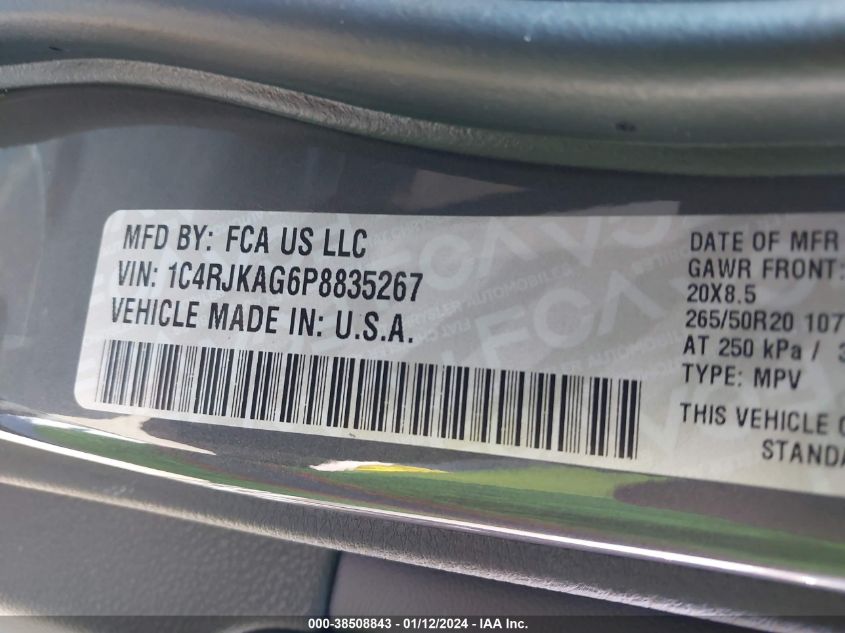 MFD BY: FCA US LLC
VIN: 1C4RJKAG6P8835267
VEHICLE MADE IN: U.S.A.
DATE OF MFR
GAWR FRONT:
20X8.5
265/50R20 107
AT 250 kPa / 3
TYPE: MPV
THIS VEHICLE
STANDA
000-38508843 - 01/12/2024 - IAA Inc.